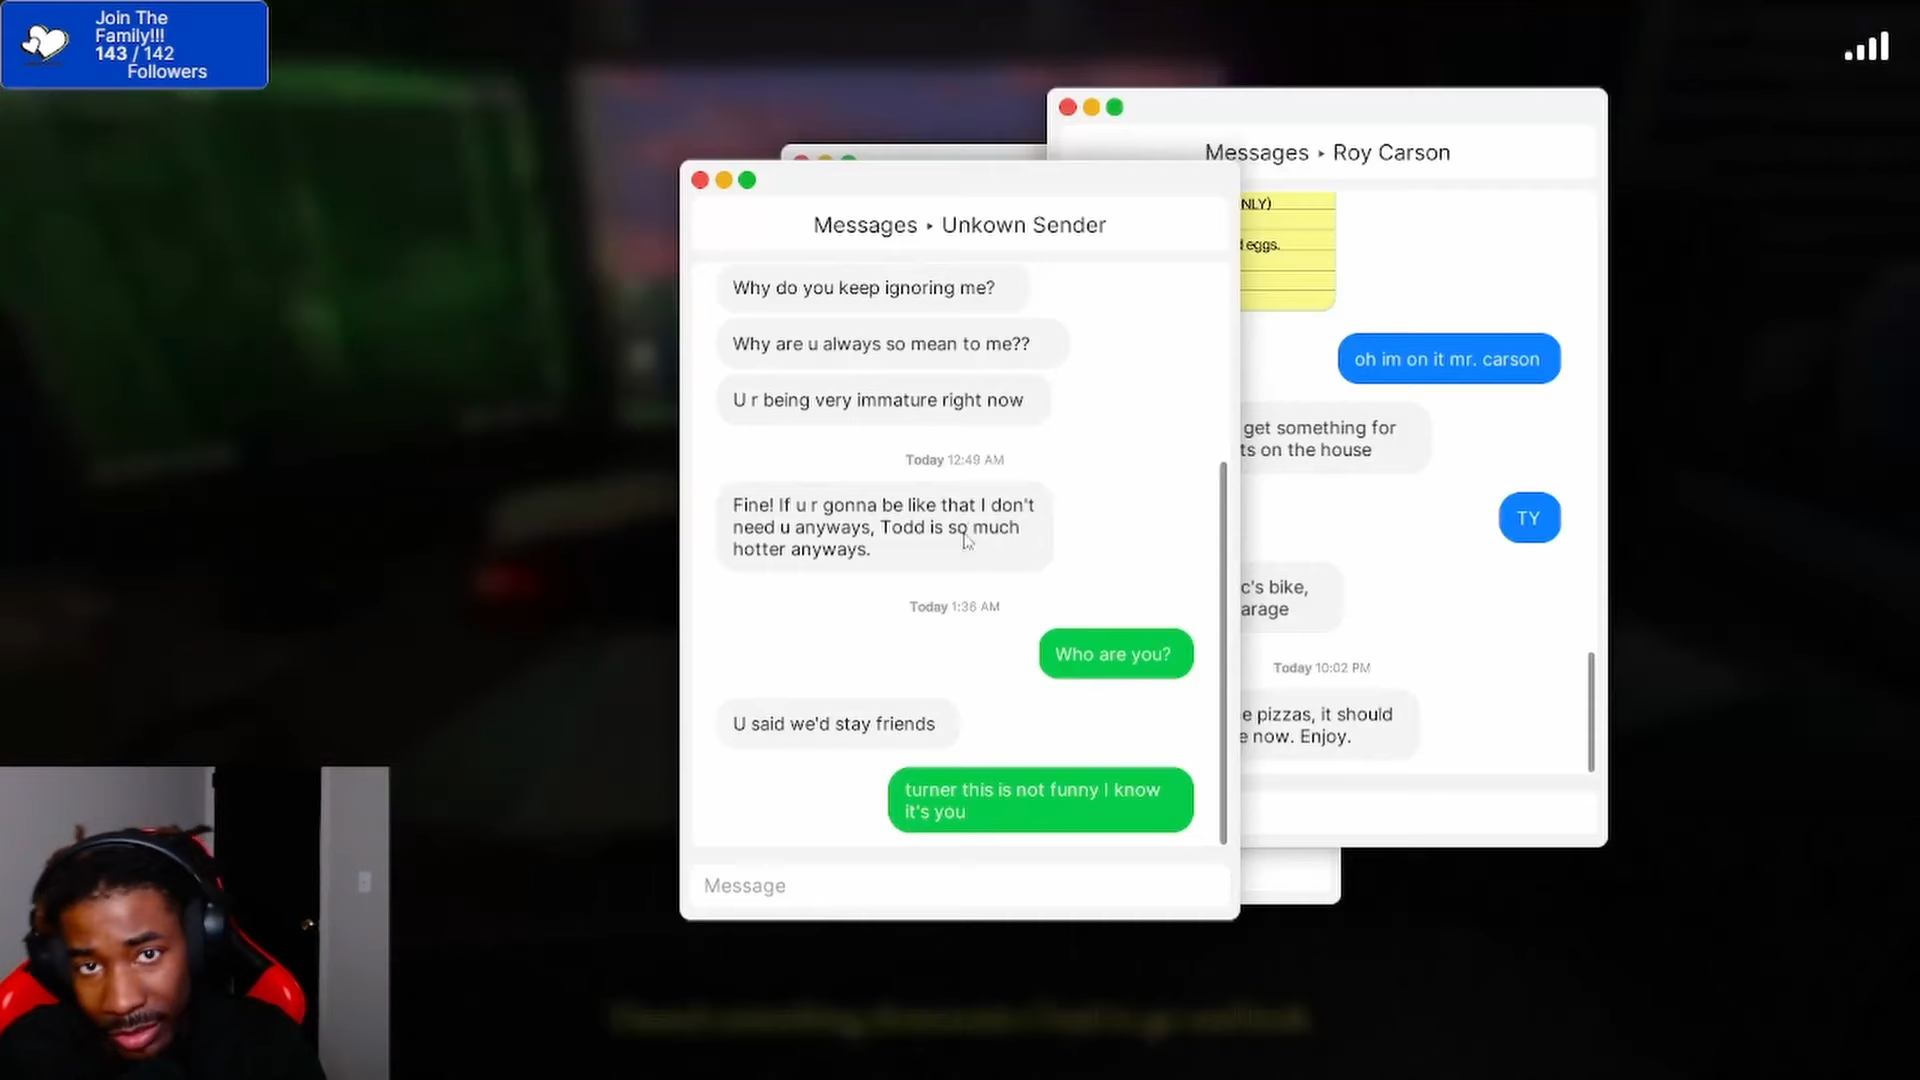 Join The
Family!!!
143 / 142
Followers
Messages ▸ Roy Carson
NLY)
eggs.
oh im on it mr. carson
get something for
ts on the house
TY
c's bike,
arage
Today 10:02 PM
e pizzas, it should
e now. Enjoy.
Messages ▸ Unkown Sender
Why do you keep ignoring me?
Why are u always so mean to me??
U r being very immature right now
Today 12:49 AM
Fine! If u r gonna be like that I don't
need u anyways, Todd is so much
hotter anyways.
Today 1:36 AM
Who are you?
U said we'd stay friends
turner this is not funny I know
it's you
Message